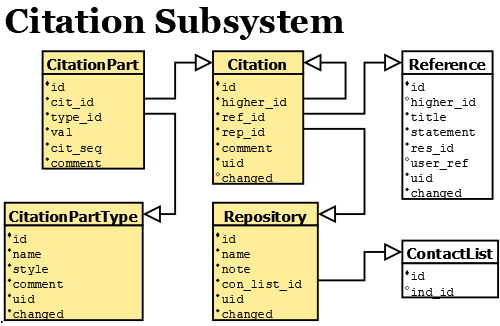 Citation Subsystem
CitationPart
id
cit_id
type_id
val
cit_seq
comment
Citation
id
higher_id
ref_id
rep_id
comment
uid
changed
Reference
id
higher_id
title
statement
res_id
user_ref
uid
changed
CitationPartType
id
name
style
comment
uid
changed
Repository
id
name
note
con_list_id
uid
changed
ContactList
id
ind_id